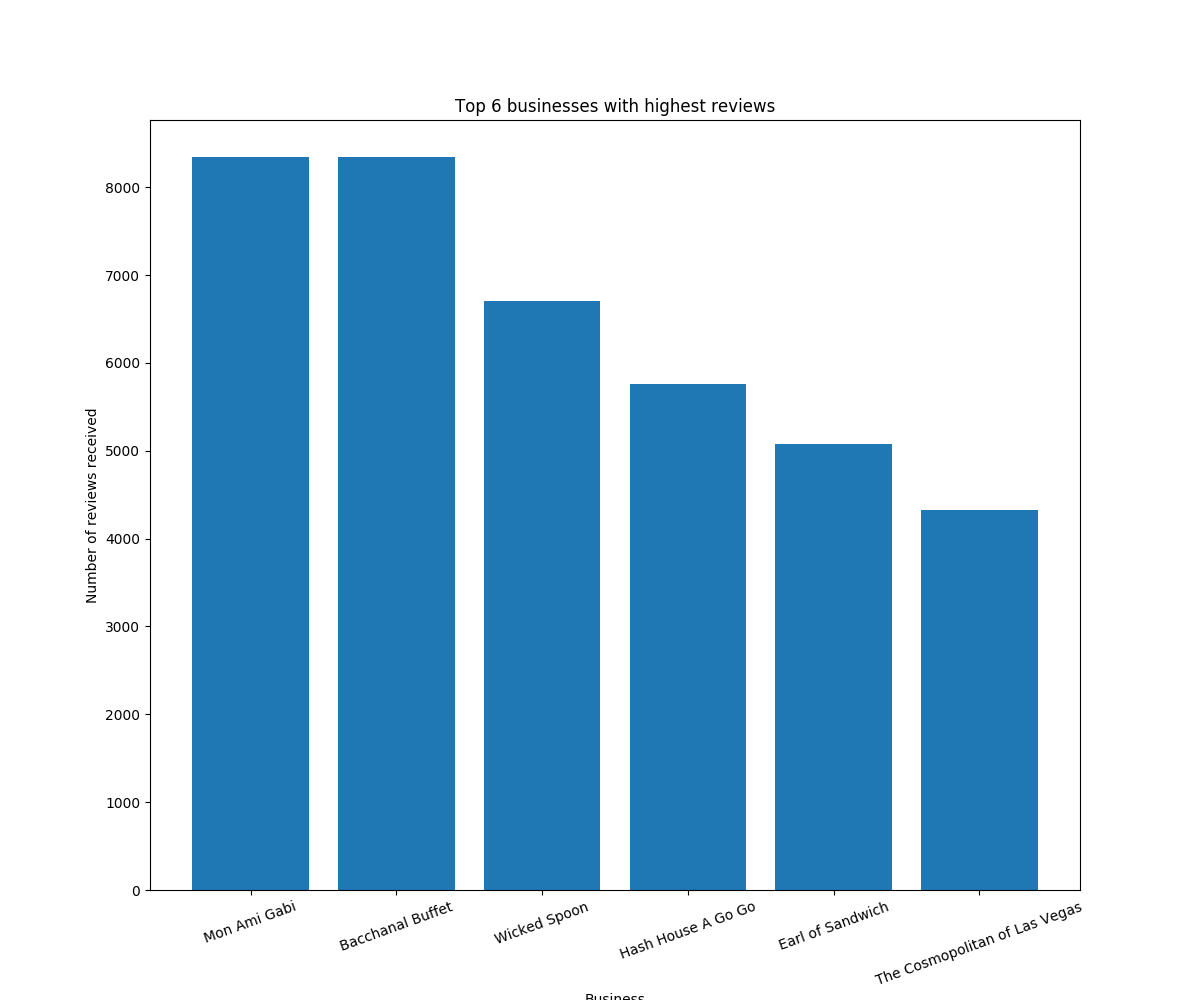 Top 6 businesses with highest reviews
Number of reviews received
8000
7000
6000
5000
4000
3000
2000
1000
0
Mon Ami Gabi
Bacchanal Buffet
Wicked Spoon
Hash House A Go Go
Earl of Sandwich
The Cosmopolitan of Las Vegas
Business